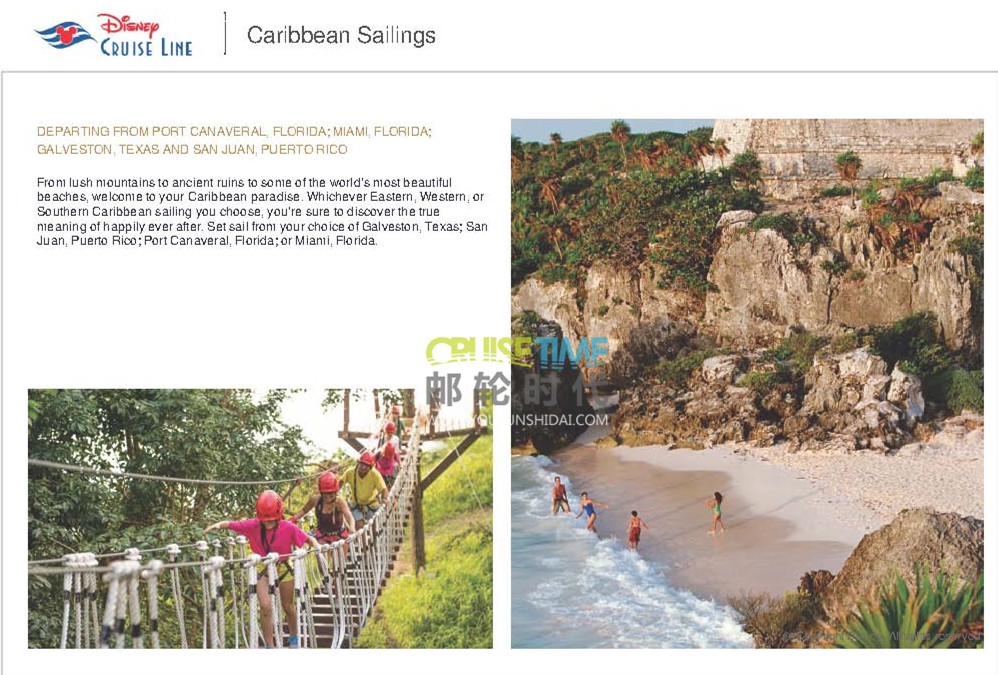 Disney
CRUISE LINE
Caribbean Sailings
DEPARTING FROM PORT CANAVERAL, FLORIDA; MIAMI, FLORIDA;
GALVESTON, TEXAS AND SAN JUAN, PUERTO RICO
From lush mountains to ancient ruins to some of the world's most beautiful
beaches, welcome to your Caribbean paradise. Whichever Eastern, Western, or
Southern Caribbean sailing you choose, you're sure to discover the true
meaning of happily ever after. Set sail from your choice of Galveston, Texas; San
Juan, Puerto Rico; Port Canaveral, Florida; or Miami, Florida.
CRUISETIME
邮轮时代
All rights reserved